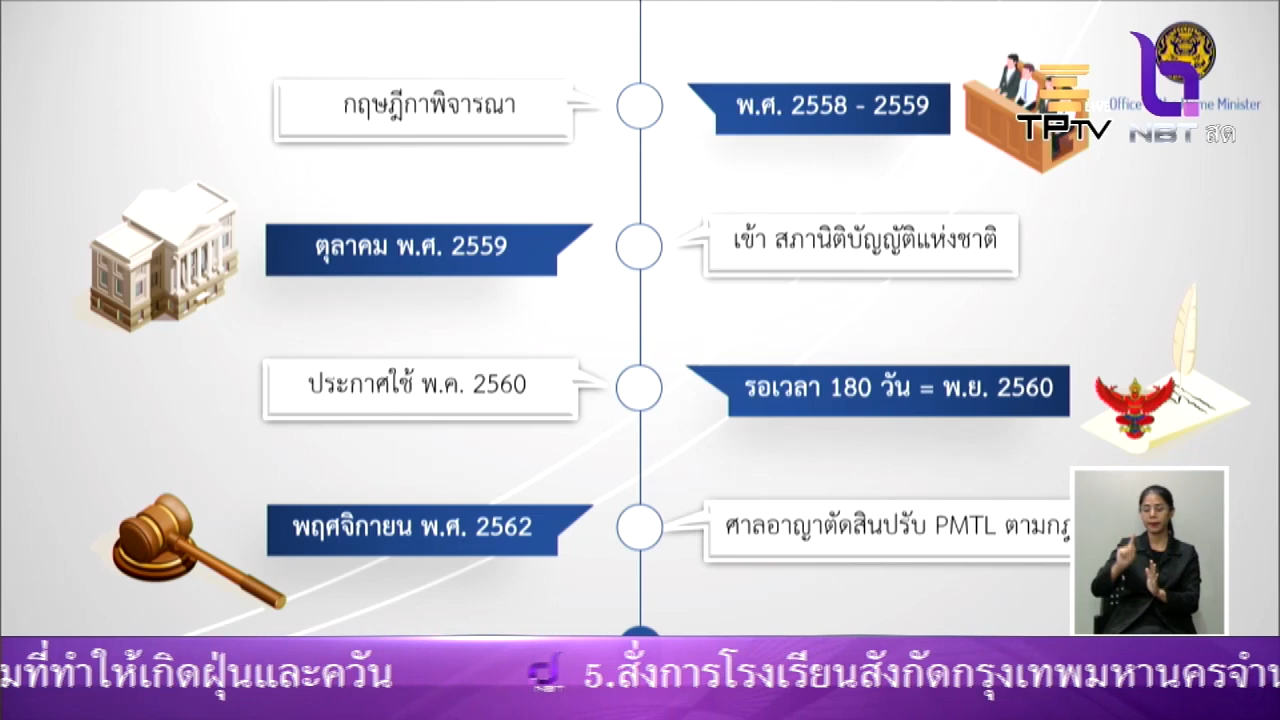 กฤษฎีกาพิจารณา
พ.ศ. 2558 - 2559
Office Prime Minister
TPTV
NBT สด
ตุลาคม พ.ศ. 2559
เข้า สภานิติบัญญัติแห่งชาติ
ประกาศใช้ พ.ค. 2560
รอเวลา 180 วัน = พ.ย. 2560
พฤศจิกายน พ.ศ. 2562
ศาลอาญาตัดสินปรับ PMTL ตามกฎ
มที่ทำให้เกิดฝุ่นและควัน NBT 5.สั่งการโรงเรียนสังกัดกรุงเทพมหานครจำน